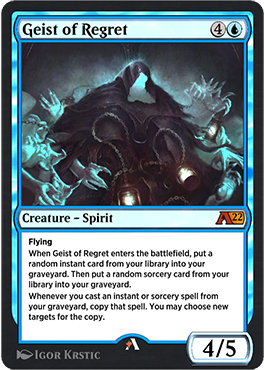 Geist of Regret 4
Creature – Spirit A22
Flying
When Geist of Regret enters the battlefield, put a
random instant card from your library into your
graveyard. Then put a random sorcery card from your
library into your graveyard.
Whenever you cast an instant or sorcery spell from
your graveyard, copy that spell. You may choose new
targets for the copy.
Igor Krstic
4/5